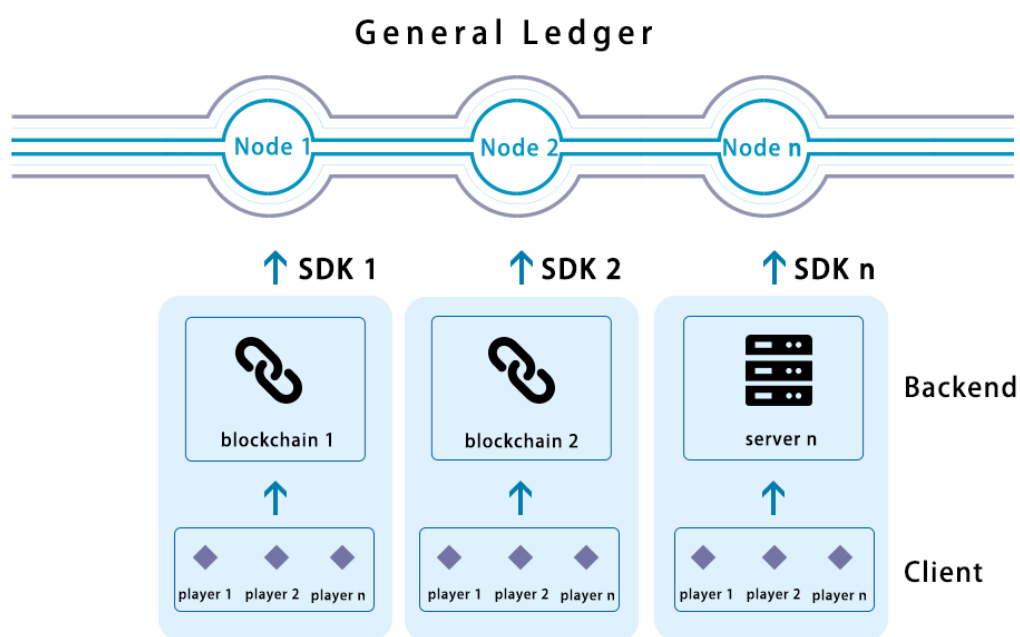 General Ledger
Node 1 Node 2 Node n
SDK 1 SDK 2 SDK n
Backend
blockchain 1 blockchain 2 server n
player 1 player 2 player n player 1 player 2 player n player 1 player 2 player n
Client